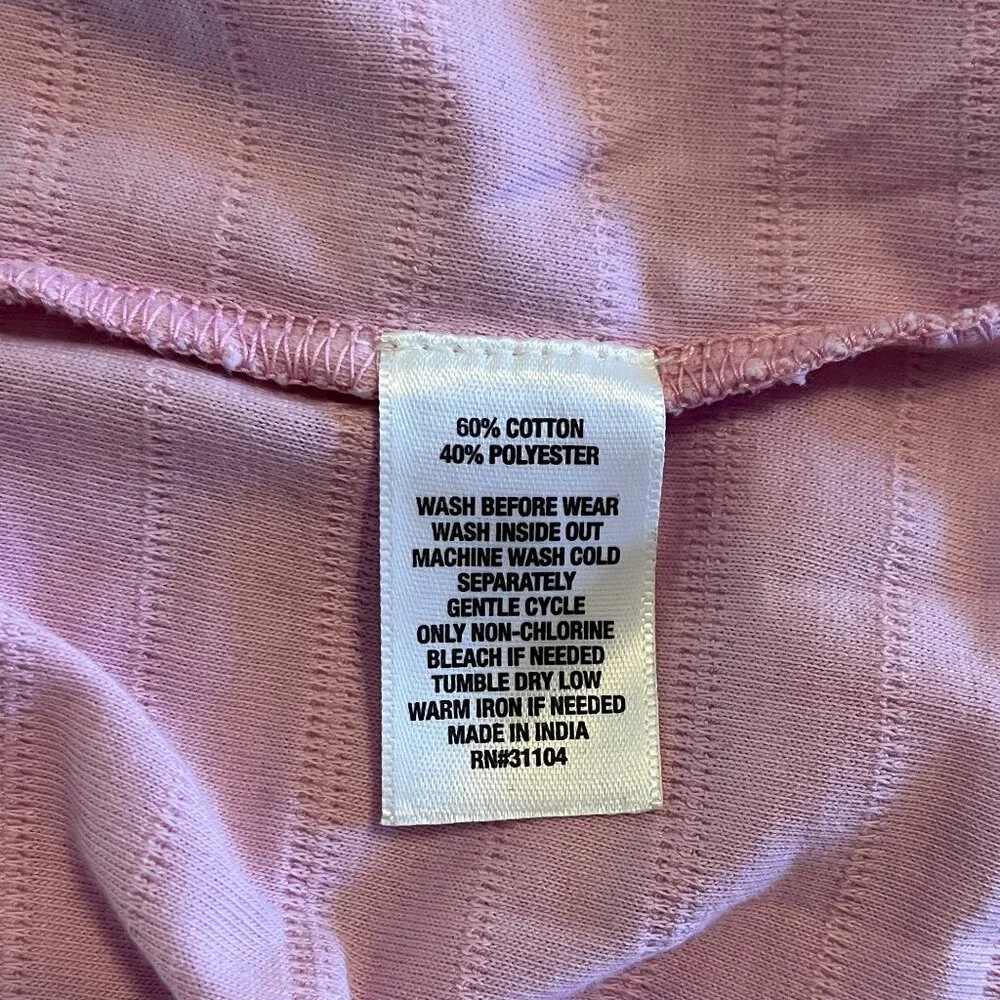 60% COTTON
40% POLYESTER
WASH BEFORE WEAR
WASH INSIDE OUT
MACHINE WASH COLD
SEPARATELY
GENTLE CYCLE
ONLY NON-CHLORINE
BLEACH IF NEEDED
TUMBLE DRY LOW
WARM IRON IF NEEDED
MADE IN INDIA
RN#31104